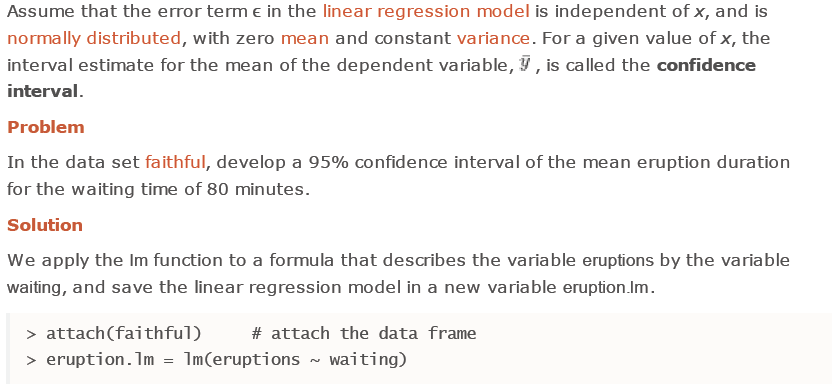 Assume that the error term ϵ in the linear regression model is independent of x, and is
normally distributed, with zero mean and constant variance. For a given value of x, the
interval estimate for the mean of the dependent variable, ȳ , is called the confidence
interval.
Problem
In the data set faithful, develop a 95% confidence interval of the mean eruption duration
for the waiting time of 80 minutes.
Solution
We apply the lm function to a formula that describes the variable eruptions by the variable
waiting, and save the linear regression model in a new variable eruption.lm.
> attach(faithful)     # attach the data frame
> eruption.lm = lm(eruptions ~ waiting)